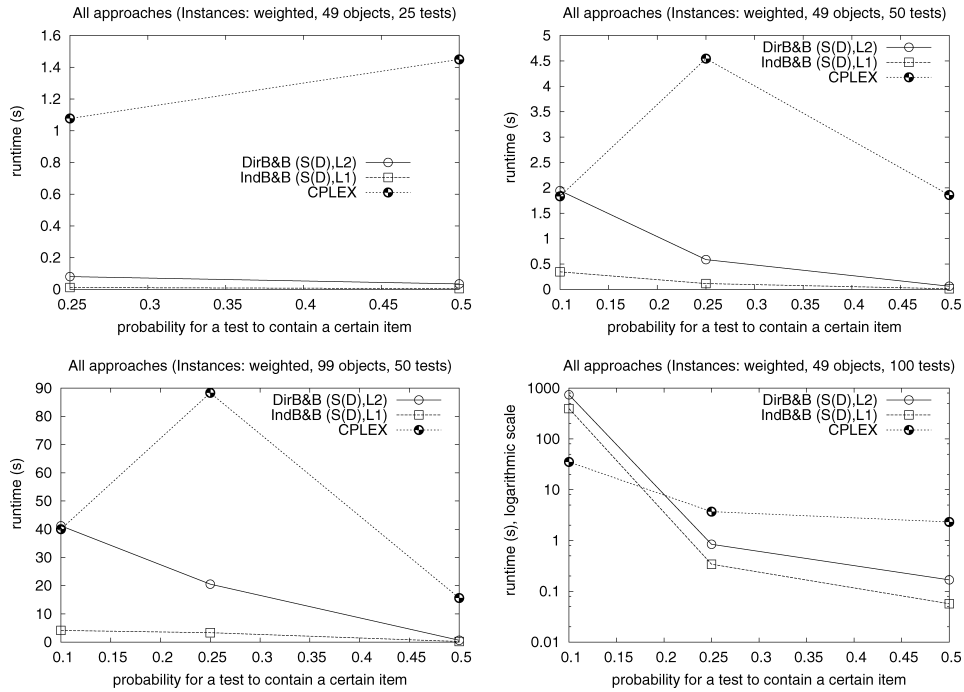 All approaches (Instances: weighted, 49 objects, 25 tests)
1.6
1.4
1.2
1
0.8
0.6
0.4
0.2
0
runtime (s)
DirB&B (S(D),L2)
IndB&B (S(D),L1)
CPLEX
0.25
0.3
0.35
0.4
0.45
0.5
probability for a test to contain a certain item
All approaches (Instances: weighted, 49 objects, 50 tests)
5
4.5
4
3.5
3
2.5
2
1.5
1
0.5
0
runtime (s)
DirB&B (S(D),L2)
IndB&B (S(D),L1)
CPLEX
0.1
0.15
0.2
0.25
0.3
0.35
0.4
0.45
0.5
probability for a test to contain a certain item
All approaches (Instances: weighted, 99 objects, 50 tests)
90
80
70
60
50
40
30
20
10
0
runtime (s)
DirB&B (S(D),L2)
IndB&B (S(D),L1)
CPLEX
0.1
0.15
0.2
0.25
0.3
0.35
0.4
0.45
0.5
probability for a test to contain a certain item
All approaches (Instances: weighted, 49 objects, 100 tests)
1000
100
10
1
0.1
0.01
runtime (s), logarithmic scale
DirB&B (S(D),L2)
IndB&B (S(D),L1)
CPLEX
0.1
0.15
0.2
0.25
0.3
0.35
0.4
0.45
0.5
probability for a test to contain a certain item